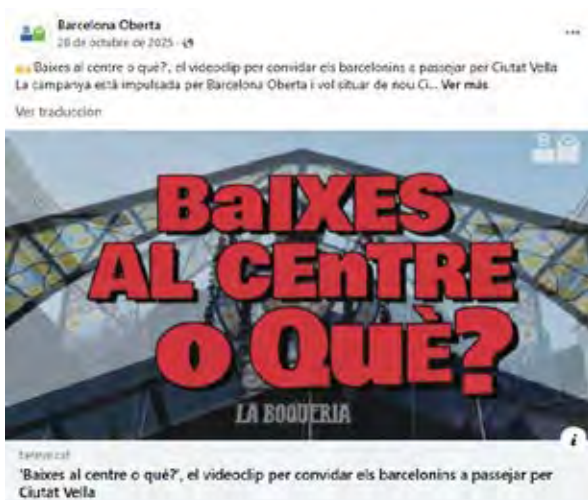 Barcelona Oberta
28 de octubre de 2025
Baixes al centre o què?', el videoclip per convidar els barcelonins a passejar per Ciutat Vella
La campanya està impulsada per Barcelona Oberta i vol situar de nou Ci... Ver más
Ver traducción
BaIXES
AL CEnTRE
o QuÈ?
LA BOQUERIA
'Baixes al centre o què?', el videoclip per convidar els barcelonins a passejar per
Ciutat Vella